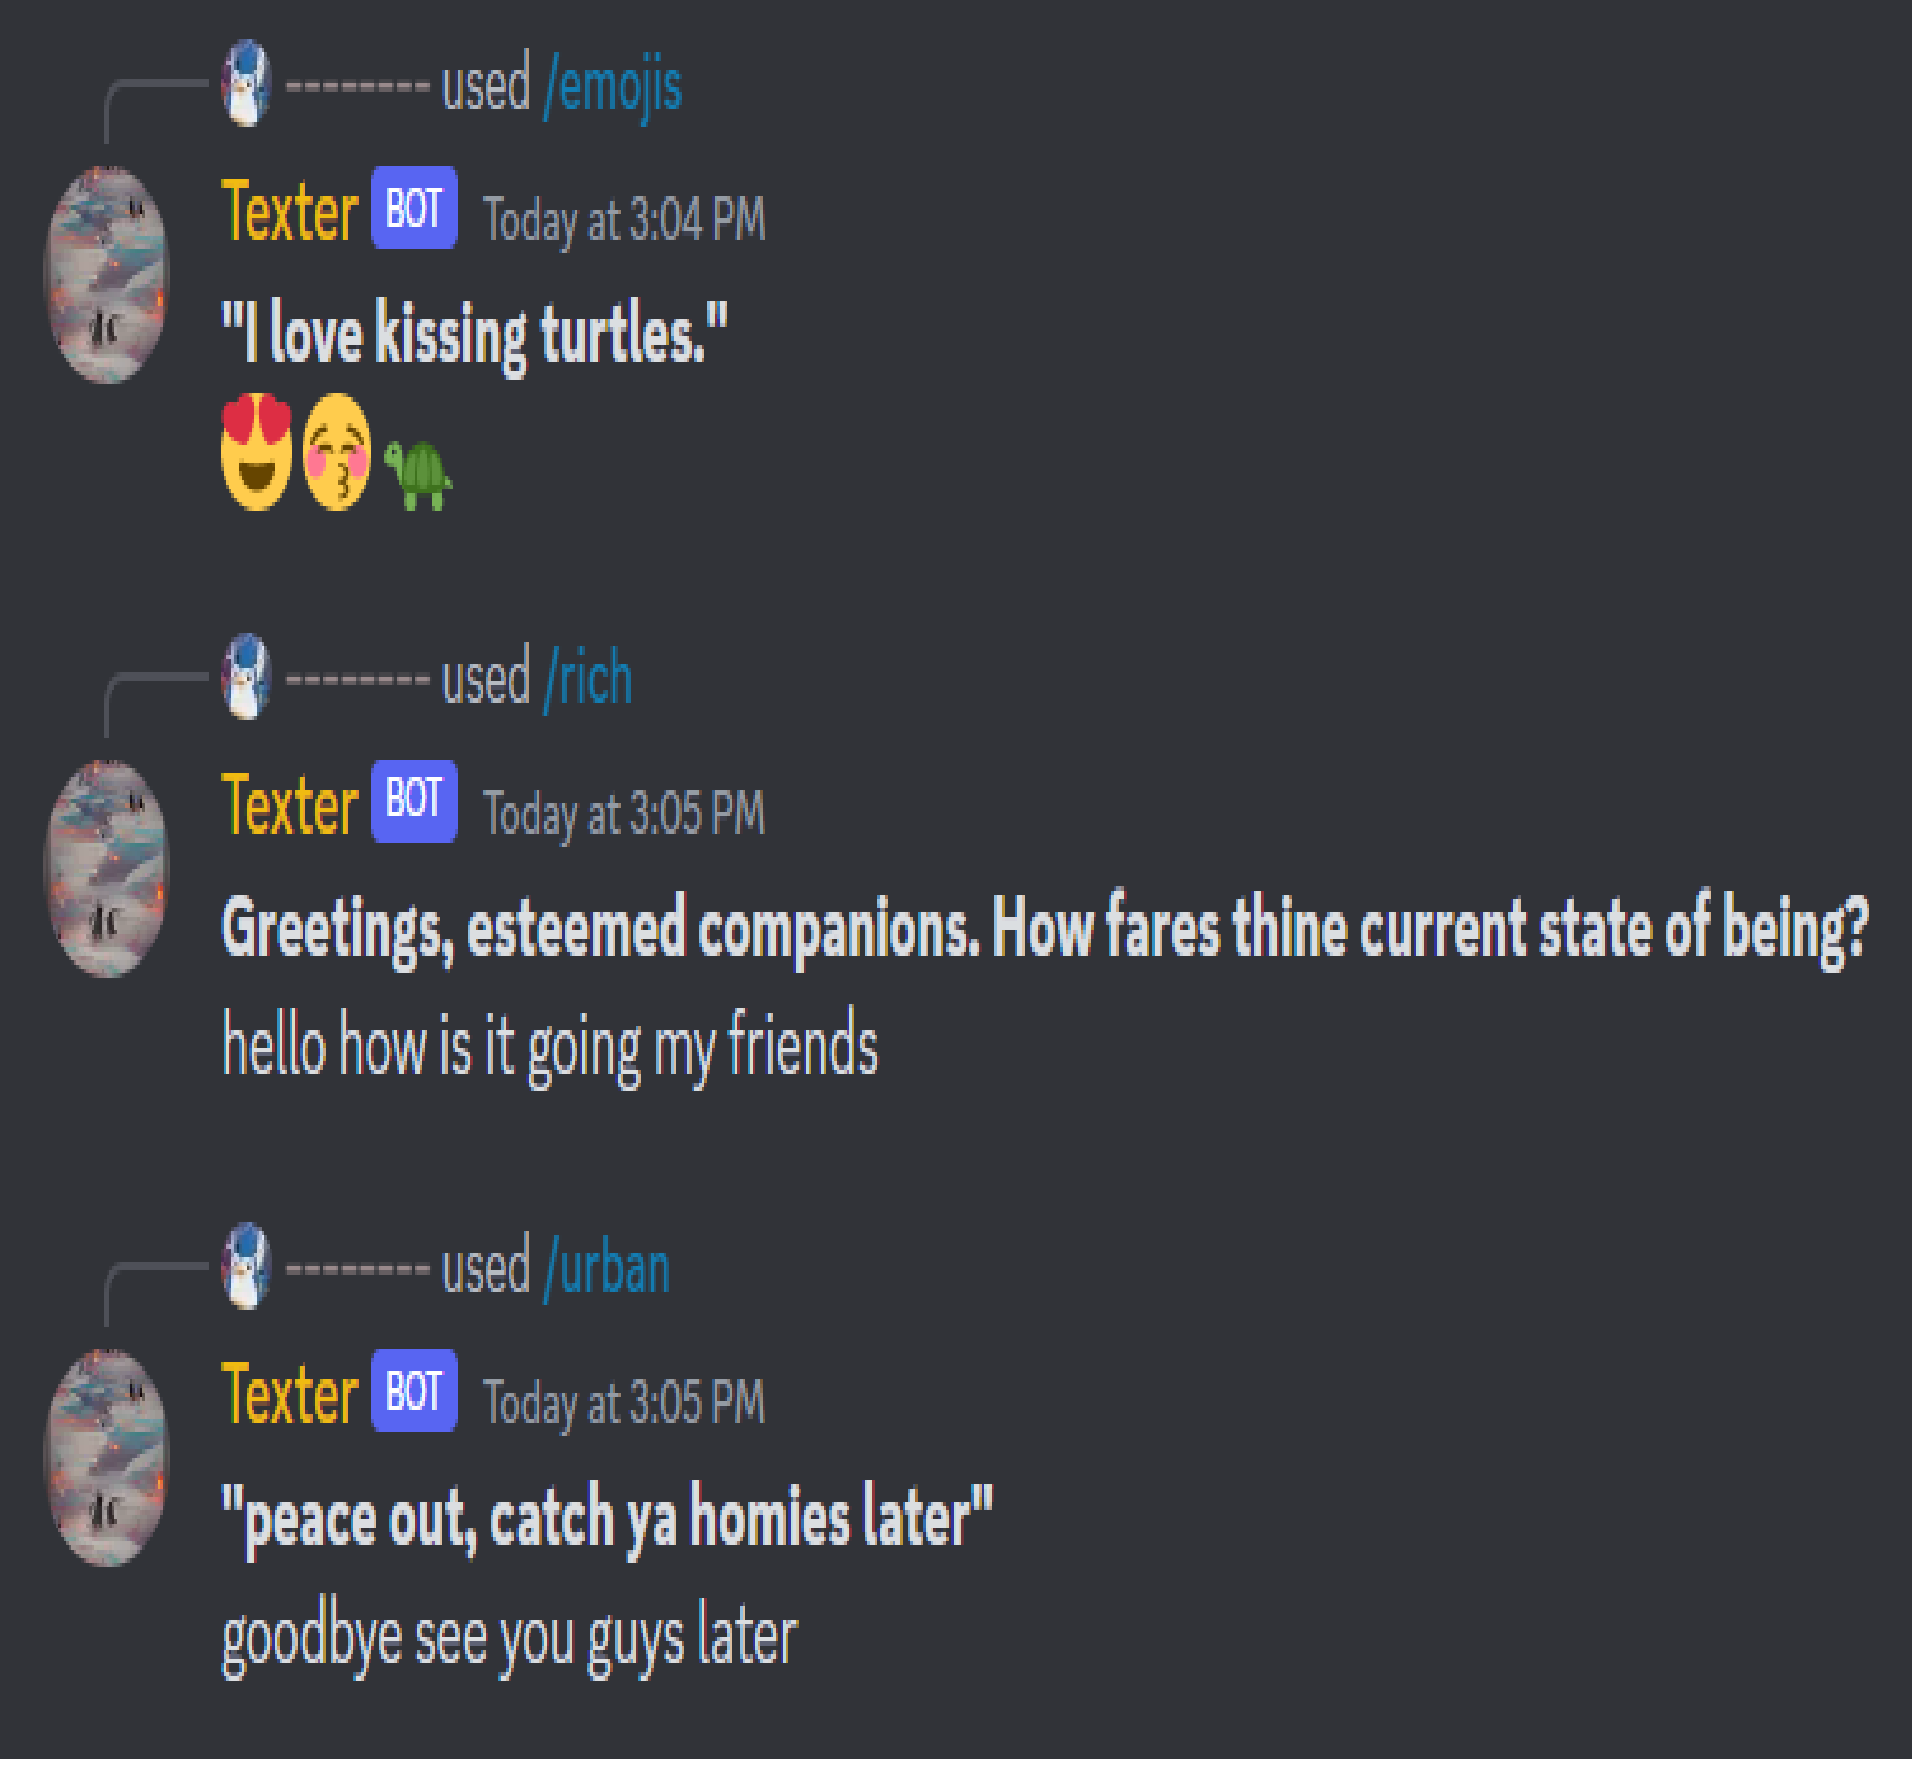 -------- used /emojis
Texter BOT Today at 3:04 PM
"I love kissing turtles."
😍😚🐢
-------- used /rich
Texter BOT Today at 3:05 PM
Greetings, esteemed companions. How fares thine current state of being?
hello how is it going my friends
-------- used /urban
Texter BOT Today at 3:05 PM
"peace out, catch ya homies later"
goodbye see you guys later